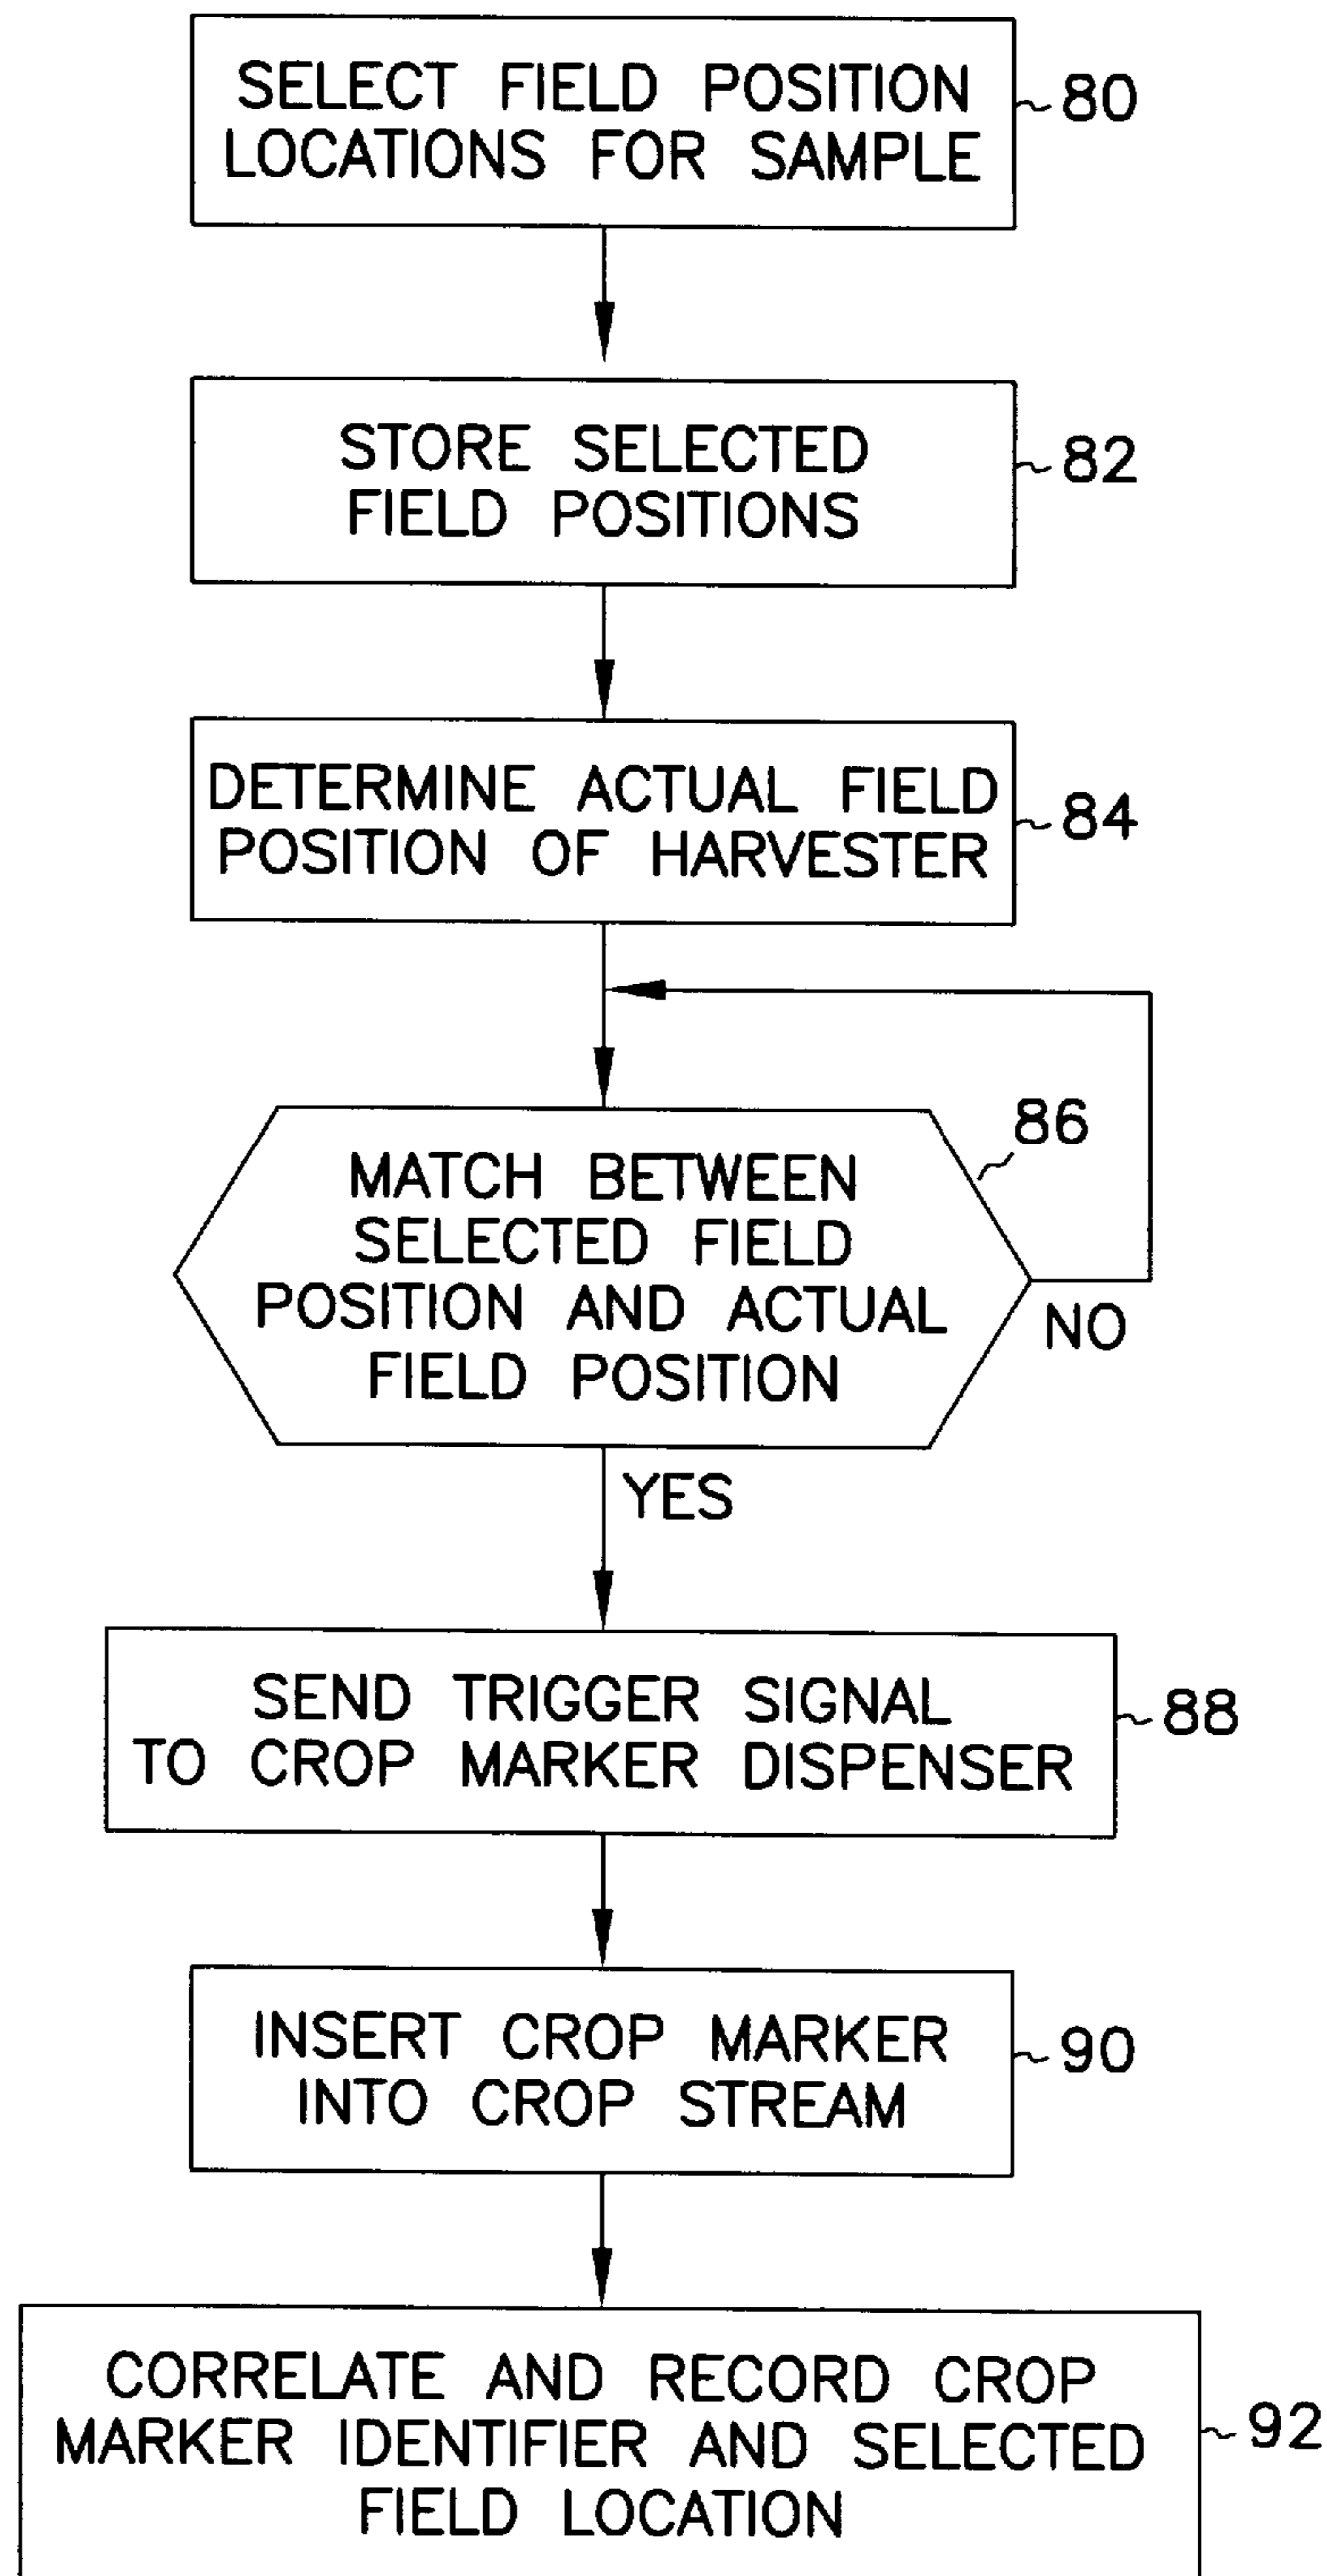 SELECT FIELD POSITION
LOCATIONS FOR SAMPLE
80
STORE SELECTED
FIELD POSITIONS
82
DETERMINE ACTUAL FIELD
POSITION OF HARVESTER
84
86
MATCH BETWEEN
SELECTED FIELD
POSITION AND ACTUAL
FIELD POSITION
NO
YES
SEND TRIGGER SIGNAL
TO CROP MARKER DISPENSER
88
INSERT CROP MARKER
INTO CROP STREAM
90
CORRELATE AND RECORD CROP
MARKER IDENTIFIER AND SELECTED
FIELD LOCATION
92